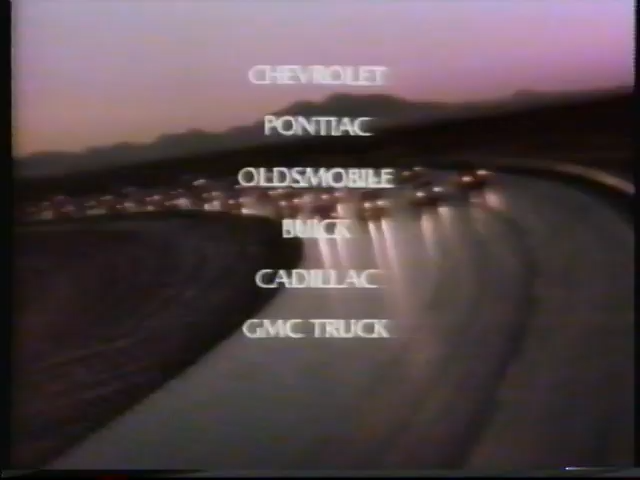 CHEVROLET
PONTIAC
OLDSMOBILE
BUICK
CADILLAC
GMC TRUCK